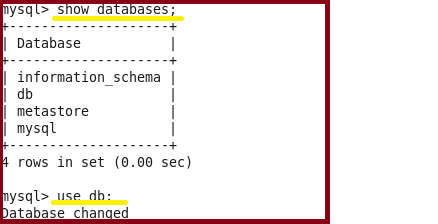 mysql> show databases;
+--------------------+
| Database           |
+--------------------+
| information_schema |
| db                 |
| metastore          |
| mysql              |
+--------------------+
4 rows in set (0.00 sec)
mysql> use db;
Database changed